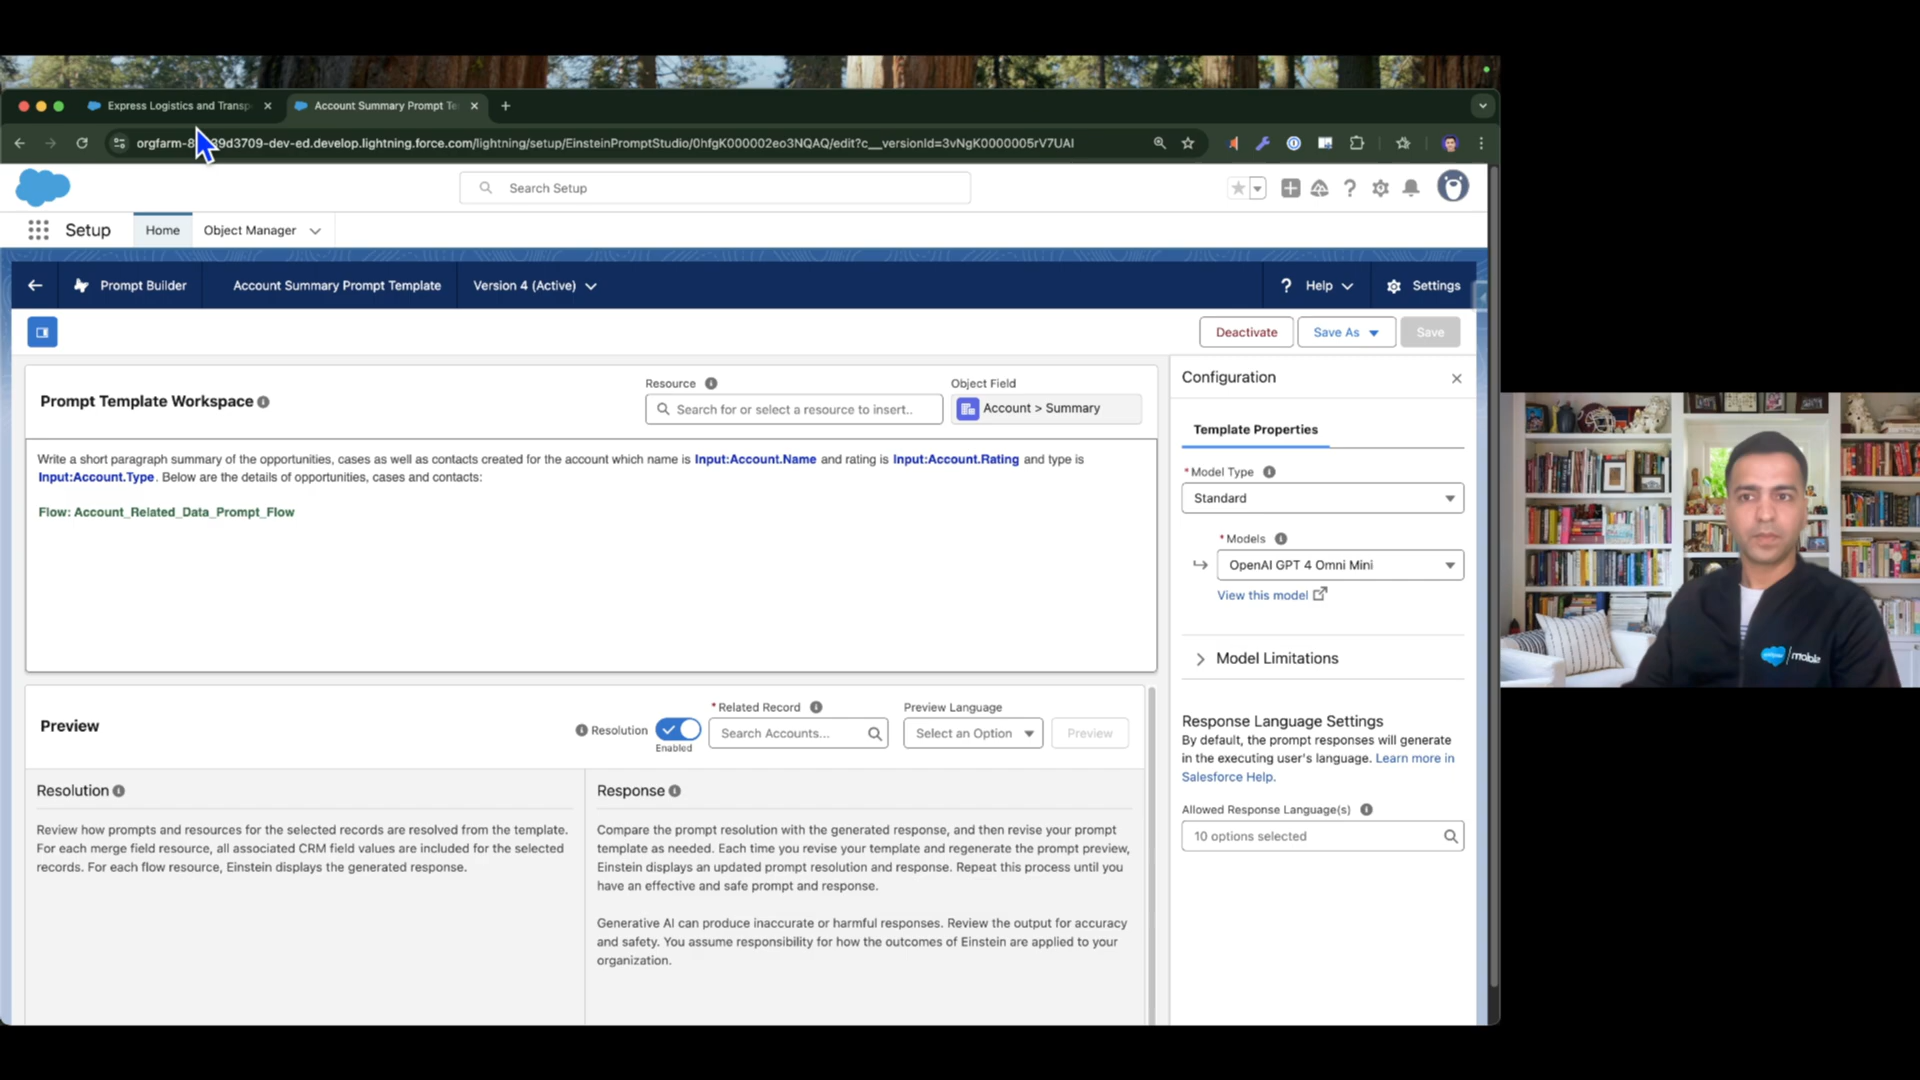 Express Logistics and Transp
Account Summary Prompt Te
orgfarm-8 39d3709-dev-ed.develop.lightning.force.com/lightning/setup/EinsteinPromptStudio/0hfgK000002eo3NQAQ/edit?c__versionId=3vNgK0000005rV7UAI
Search Setup
Setup
Home
Object Manager
Prompt Builder
Account Summary Prompt Template
Version 4 (Active)
Help
Settings
Deactivate
Save As
Save
Prompt Template Workspace
Resource
Search for or select a resource to insert..
Object Field
Account > Summary
Write a short paragraph summary of the opportunities, cases as well as contacts created for the account which name is Input:Account.Name and rating is Input:Account.Rating and type is
Input:Account.Type. Below are the details of opportunities, cases and contacts:
Flow: Account_Related_Data_Prompt_Flow
Configuration
Template Properties
* Model Type
Standard
* Models
OpenAI GPT 4 Omni Mini
View this model
Model Limitations
Response Language Settings
By default, the prompt responses will generate
in the executing user's language. Learn more in
Salesforce Help.
Allowed Response Language(s)
10 options selected
Preview
Resolution
Enabled
* Related Record
Search Accounts...
Preview Language
Select an Option
Preview
Resolution
Review how prompts and resources for the selected records are resolved from the template.
For each merge field resource, all associated CRM field values are included for the selected
records. For each flow resource, Einstein displays the generated response.
Response
Compare the prompt resolution with the generated response, and then revise your prompt
template as needed. Each time you revise your template and regenerate the prompt preview,
Einstein displays an updated prompt resolution and response. Repeat this process until you
have an effective and safe prompt and response.
Generative AI can produce inaccurate or harmful responses. Review the output for accuracy
and safety. You assume responsibility for how the outcomes of Einstein are applied to your
organization.
mobiz